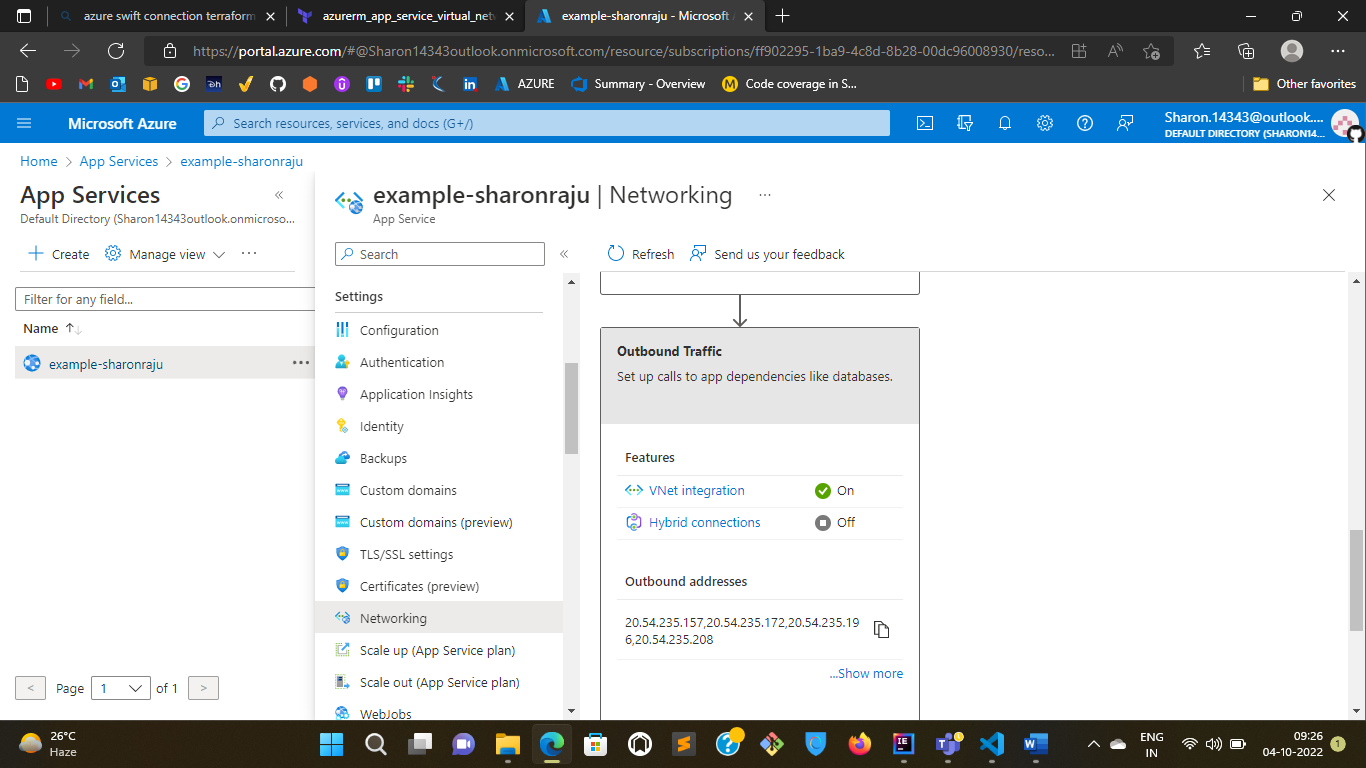 azure swift connection terraform
azurerm_app_service_virtual_net
example-sharonraju - Microsoft A
https://portal.azure.com/#@Sharon14343outlook.onmicrosoft.com/resource/subscriptions/ff902295-1ba9-4c8d-8b28-00dc96008930/reso...
AZURE
Summary - Overview
Code coverage in S...
Other favorites
Microsoft Azure
Search resources, services, and docs (G+/)
Sharon.14343@outlook....
DEFAULT DIRECTORY (SHARON14...
Home > App Services > example-sharonraju
App Services
Default Directory (Sharon14343outlook.onmicroso...
Create
Manage view
Filter for any field...
Name
example-sharonraju
< Page 1 of 1 >
example-sharonraju | Networking
App Service
Search
Refresh
Send us your feedback
Settings
Configuration
Authentication
Application Insights
Identity
Backups
Custom domains
Custom domains (preview)
TLS/SSL settings
Certificates (preview)
Networking
Scale up (App Service plan)
Scale out (App Service plan)
WebJobs
Outbound Traffic
Set up calls to app dependencies like databases.
Features
VNet integration On
Hybrid connections Off
Outbound addresses
20.54.235.157,20.54.235.172,20.54.235.19
6,20.54.235.208
...Show more
26°C
Haze
ENG
IN
09:26
04-10-2022
1